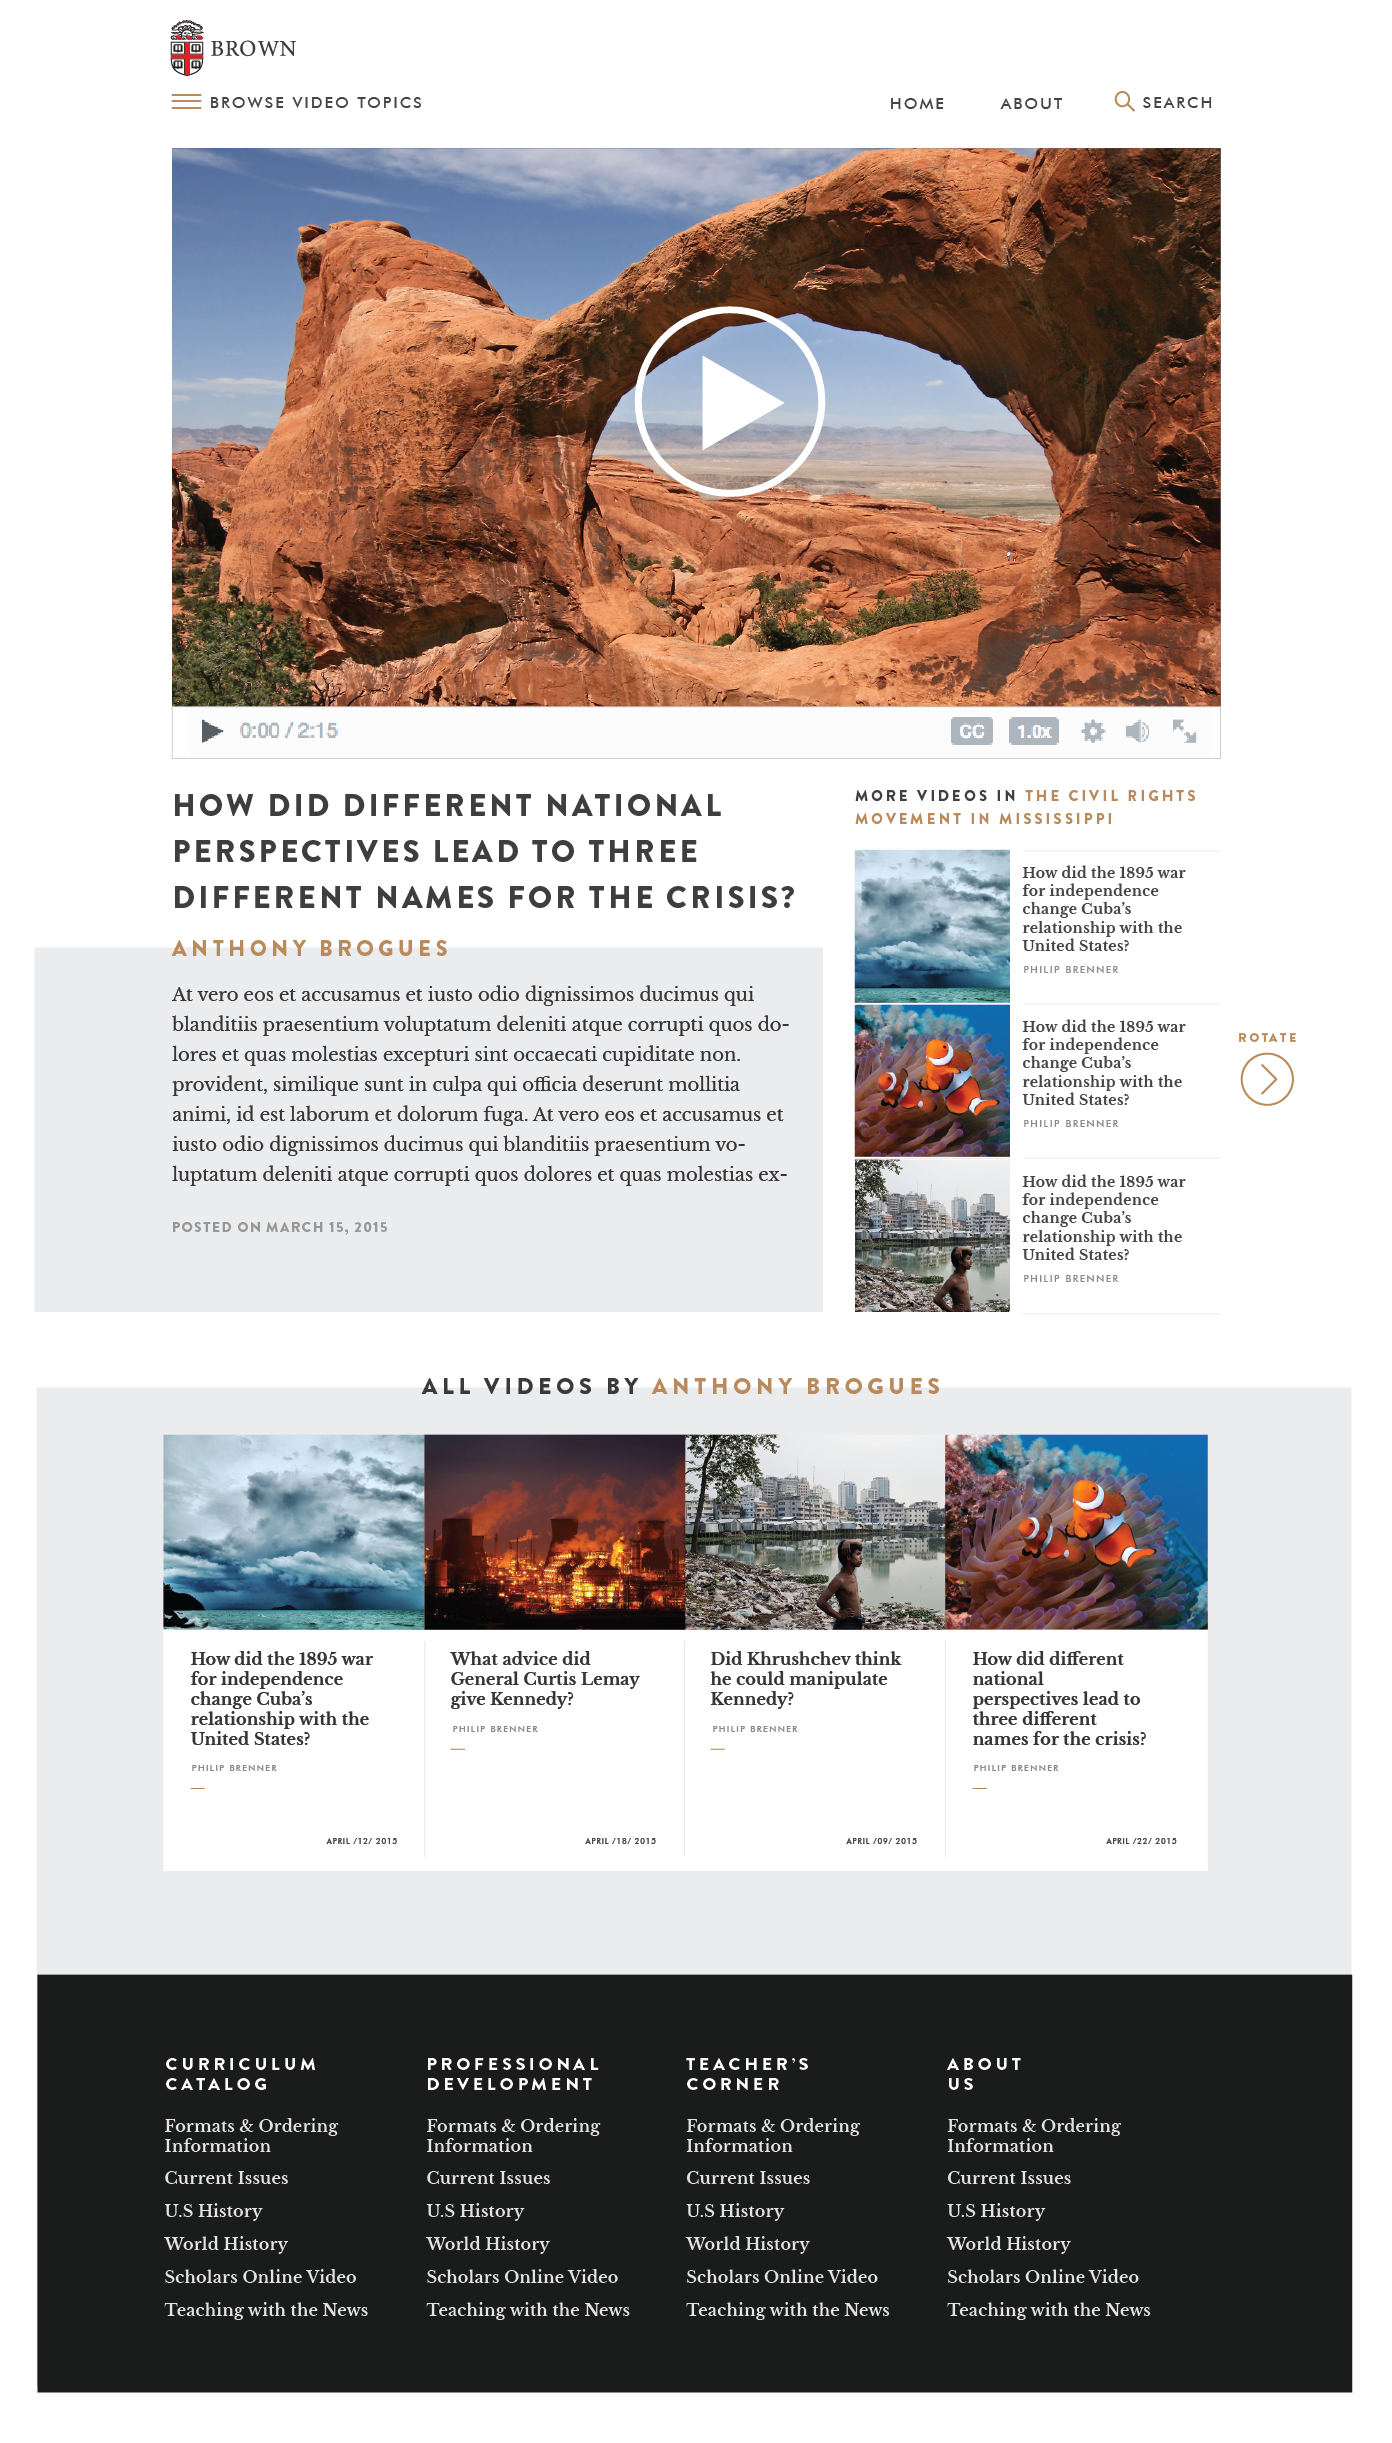 BROWN
BROWSE VIDEO TOPICS
HOME
ABOUT
SEARCH
0:00 / 2:15
CC
1.0x
HOW DID DIFFERENT NATIONAL
PERSPECTIVES LEAD TO THREE
DIFFERENT NAMES FOR THE CRISIS?
ANTHONY BROGUES
At vero eos et accusamus et iusto odio dignissimos ducimus qui
blanditiis praesentium voluptatum deleniti atque corrupti quos do-
lores et quas molestias excepturi sint occaecati cupiditate non.
provident, similique sunt in culpa qui officia deserunt mollitia
animi, id est laborum et dolorum fuga. At vero eos et accusamus et
iusto odio dignissimos ducimus qui blanditiis praesentium vo-
luptatum deleniti atque corrupti quos dolores et quas molestias ex-
POSTED ON MARCH 15, 2015
MORE VIDEOS IN THE CIVIL RIGHTS
MOVEMENT IN MISSISSIPPI
How did the 1895 war
for independence
change Cuba's
relationship with the
United States?
PHILIP BRENNER
How did the 1895 war
for independence
change Cuba's
relationship with the
United States?
PHILIP BRENNER
How did the 1895 war
for independence
change Cuba's
relationship with the
United States?
PHILIP BRENNER
ROTATE
ALL VIDEOS BY ANTHONY BROGUES
How did the 1895 war
for independence
change Cuba's
relationship with the
United States?
PHILIP BRENNER
APRIL /12/ 2015
What advice did
General Curtis Lemay
give Kennedy?
PHILIP BRENNER
APRIL /18/ 2015
Did Khrushchev think
he could manipulate
Kennedy?
PHILIP BRENNER
APRIL /09/ 2015
How did different
national
perspectives lead to
three different
names for the crisis?
PHILIP BRENNER
APRIL /22/ 2015
CURRICULUM
CATALOG
Formats & Ordering
Information
Current Issues
U.S History
World History
Scholars Online Video
Teaching with the News
PROFESSIONAL
DEVELOPMENT
Formats & Ordering
Information
Current Issues
U.S History
World History
Scholars Online Video
Teaching with the News
TEACHER'S
CORNER
Formats & Ordering
Information
Current Issues
U.S History
World History
Scholars Online Video
Teaching with the News
ABOUT
US
Formats & Ordering
Information
Current Issues
U.S History
World History
Scholars Online Video
Teaching with the News